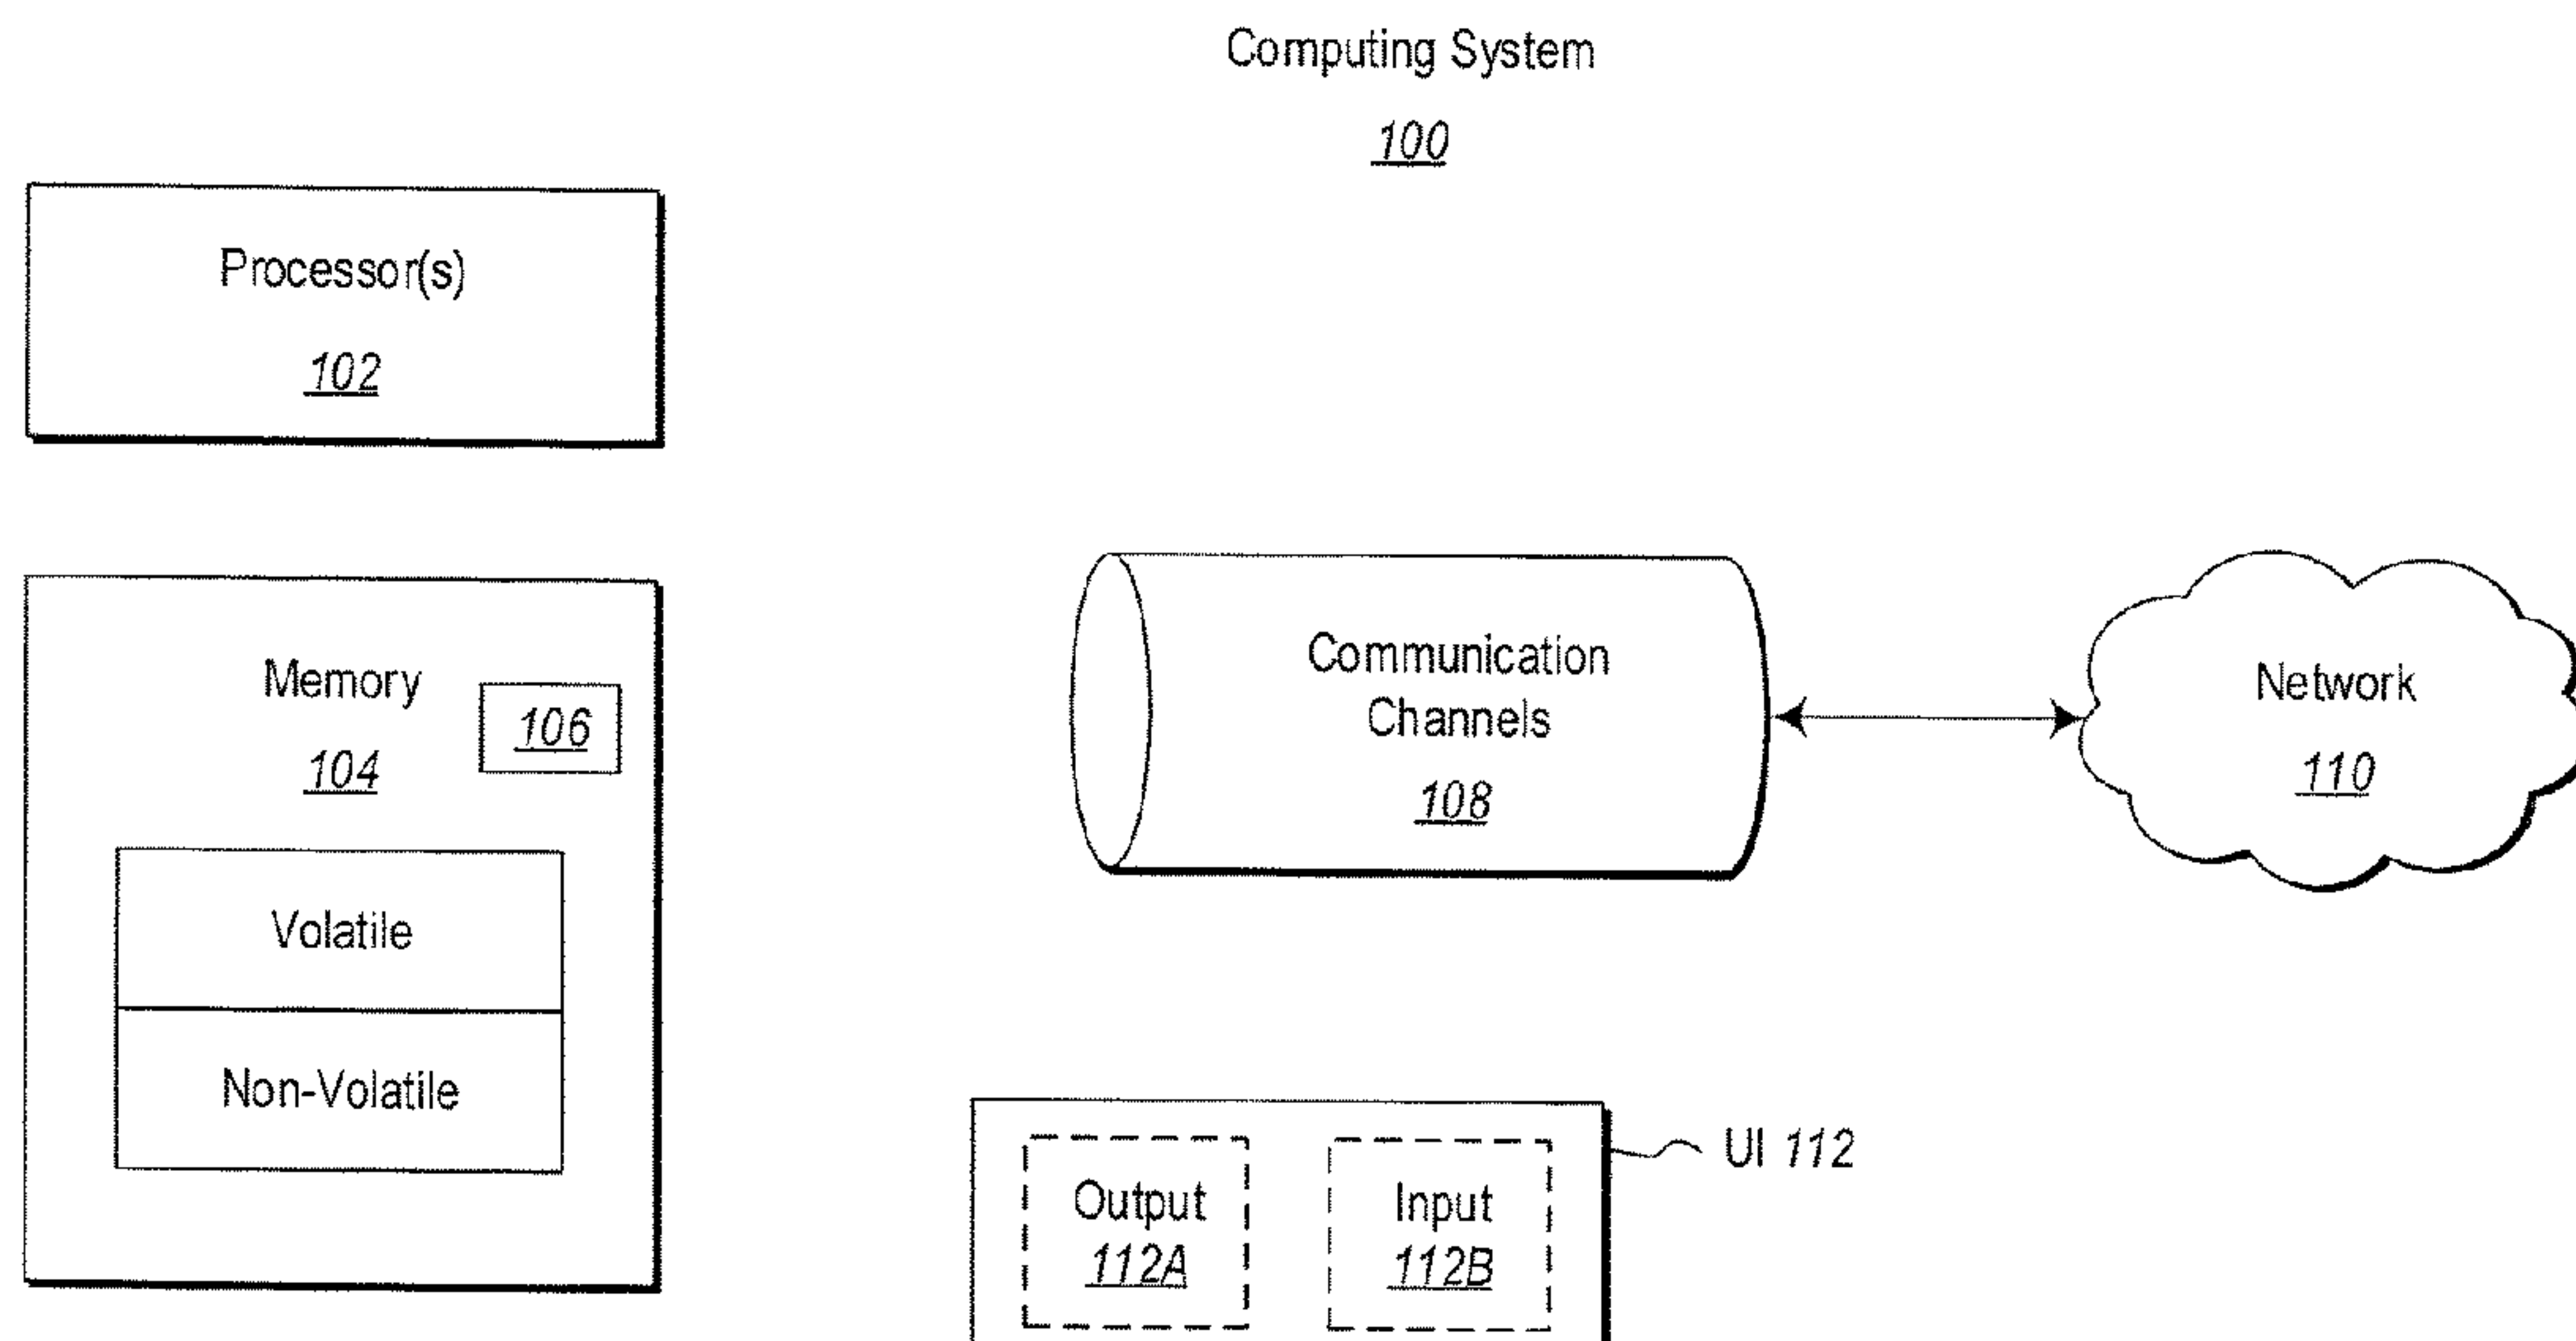 Computing System
100
Processor(s)
102
Memory
104
106
Volatile
Non-Volatile
Communication
Channels
108
Network
110
UI 112
Output
112A
Input
112B